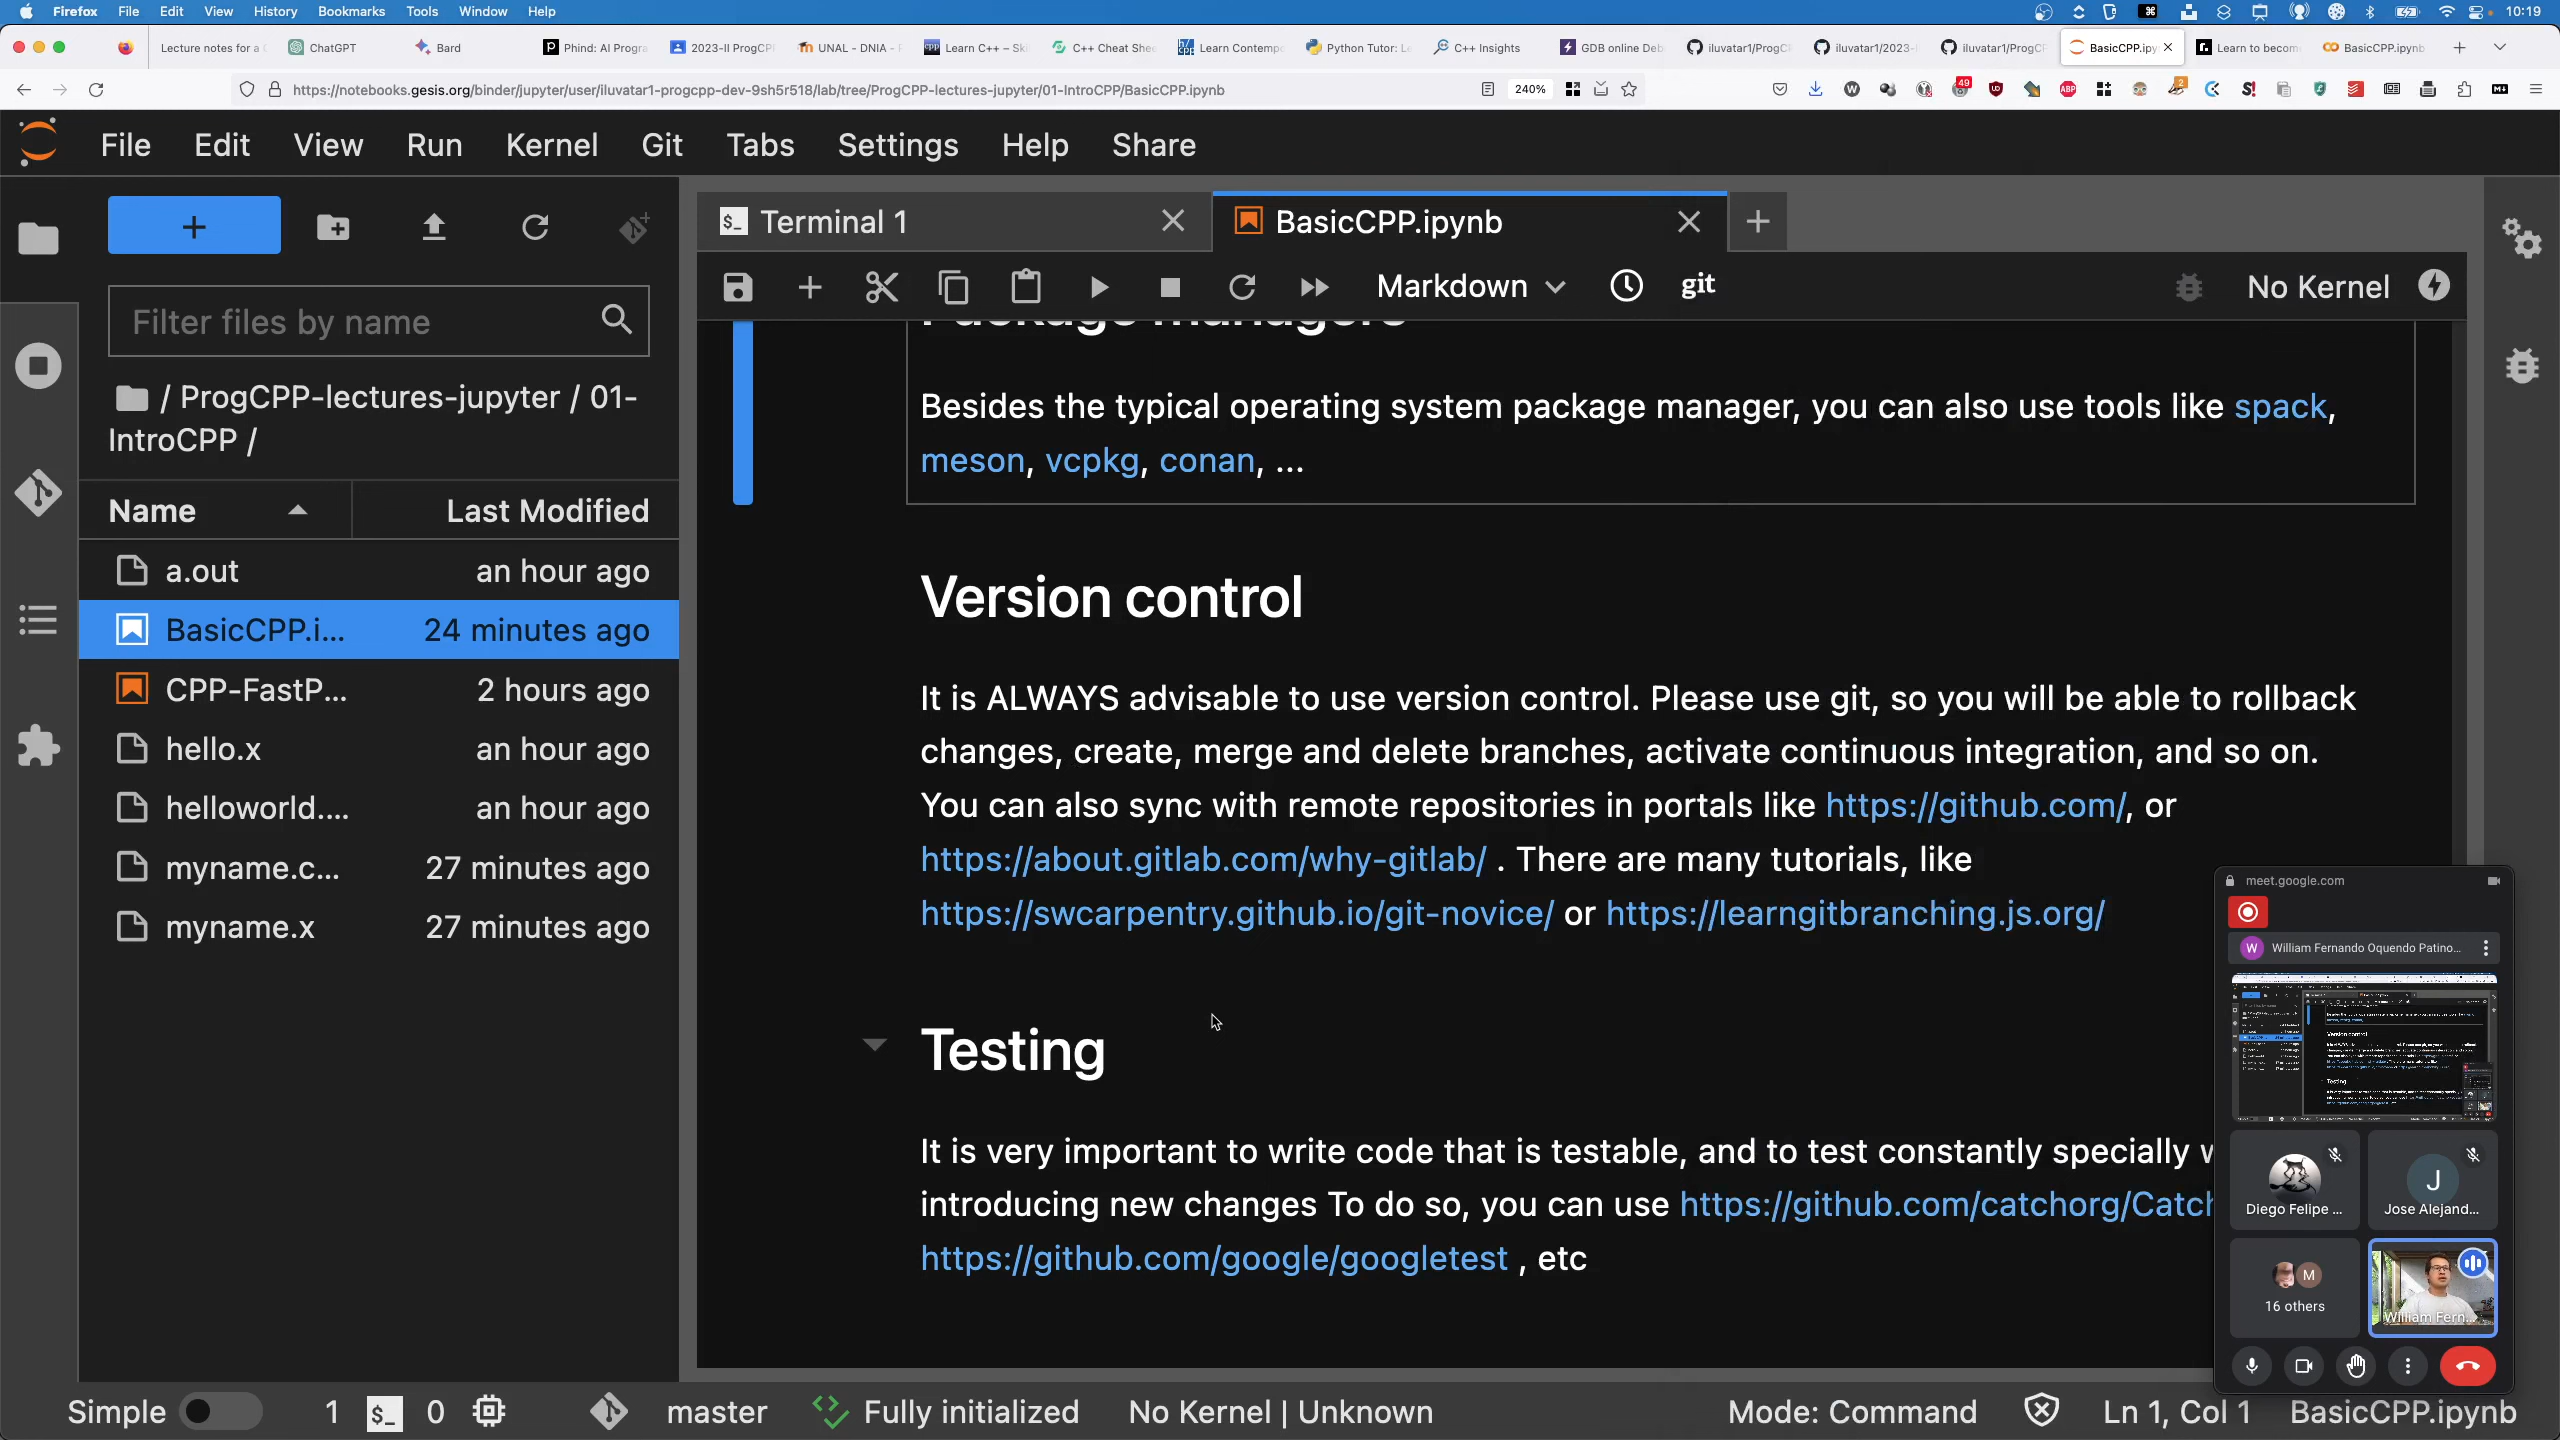 Firefox File Edit View History Bookmarks Tools Window Help 10:19
Lecture notes for a ChatGPT Bard Phind: AI Progra 2023-II ProgCP UNAL - DNIA - Learn C++ – Sk C++ Cheat She Learn Contemp Python Tutor: Le C++ Insights GDB online Deb iluvatar1/ProgC iluvatar1/2023- iluvatar1/ProgCP BasicCPP.ipy Learn to becom BasicCPP.ipynb
https://notebooks.gesis.org/binder/jupyter/user/iluvatar1-progcpp-dev-9sh5r518/lab/tree/ProgCPP-lectures-jupyter/01-IntroCPP/BasicCPP.ipynb 240%
File Edit View Run Kernel Git Tabs Settings Help Share
Terminal 1 BasicCPP.ipynb
Markdown git No Kernel
Filter files by name
/ ProgCPP-lectures-jupyter / 01-
IntroCPP /
Name Last Modified
a.out an hour ago
BasicCPP.i... 24 minutes ago
CPP-FastP... 2 hours ago
hello.x an hour ago
helloworld.... an hour ago
myname.c... 27 minutes ago
myname.x 27 minutes ago
Package managers
Besides the typical operating system package manager, you can also use tools like spack,
meson, vcpkg, conan, ...
Version control
It is ALWAYS advisable to use version control. Please use git, so you will be able to rollback
changes, create, merge and delete branches, activate continuous integration, and so on.
You can also sync with remote repositories in portals like https://github.com/, or
https://about.gitlab.com/why-gitlab/ . There are many tutorials, like
https://swcarpentry.github.io/git-novice/ or https://learngitbranching.js.org/
Testing
It is very important to write code that is testable, and to test constantly specially w
introducing new changes To do so, you can use https://github.com/catchorg/Catch
https://github.com/google/googletest , etc
meet.google.com
W William Fernando Oquendo Patino...
Diego Felipe ...
J
Jose Alejand...
M
16 others
William Fern...
Simple 1 0 master Fully initialized No Kernel | Unknown Mode: Command Ln 1, Col 1 BasicCPP.ipynb